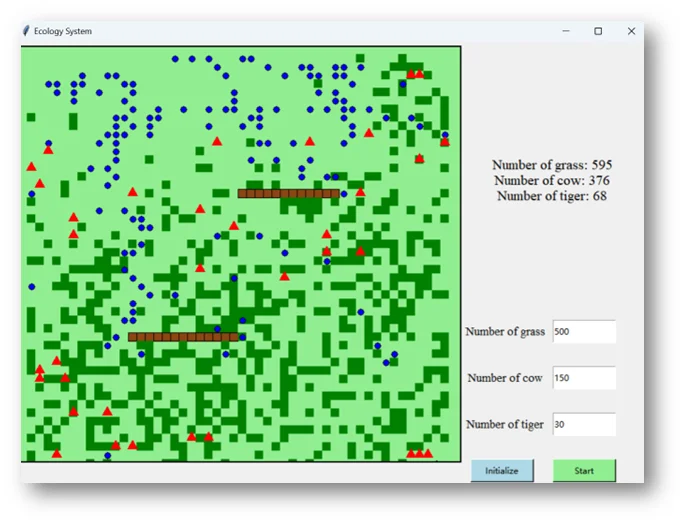 Ecology System
Number of grass: 595
Number of cow: 376
Number of tiger: 68
Number of grass 500
Number of cow 150
Number of tiger 30
Initialize Start